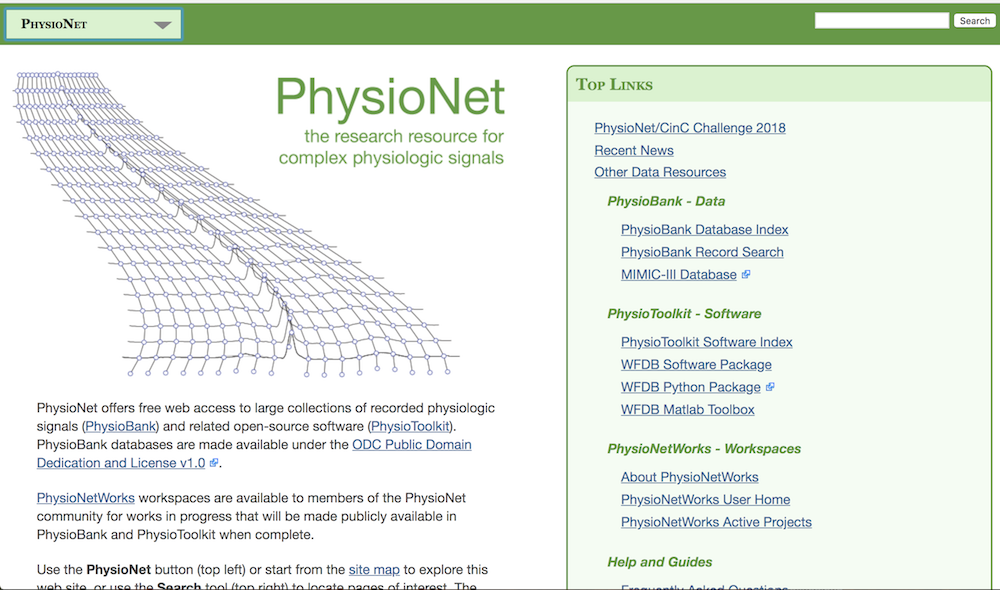 PhysioNet
Search
PhysioNet
the research resource for
complex physiologic signals
PhysioNet offers free web access to large collections of recorded physiologic
signals (PhysioBank) and related open-source software (PhysioToolkit).
PhysioBank databases are made available under the ODC Public Domain
Dedication and License v1.0.
PhysioNetWorks workspaces are available to members of the PhysioNet
community for works in progress that will be made publicly available in
PhysioBank and PhysioToolkit when complete.
Use the PhysioNet button (top left) or start from the site map to explore this
web site, or use the Search tool (top right) to locate pages of interest. The
Top Links
PhysioNet/CinC Challenge 2018
Recent News
Other Data Resources
PhysioBank - Data
PhysioBank Database Index
PhysioBank Record Search
MIMIC-III Database
PhysioToolkit - Software
PhysioToolkit Software Index
WFDB Software Package
WFDB Python Package
WFDB Matlab Toolbox
PhysioNetWorks - Workspaces
About PhysioNetWorks
PhysioNetWorks User Home
PhysioNetWorks Active Projects
Help and Guides
Frequently Asked Questions